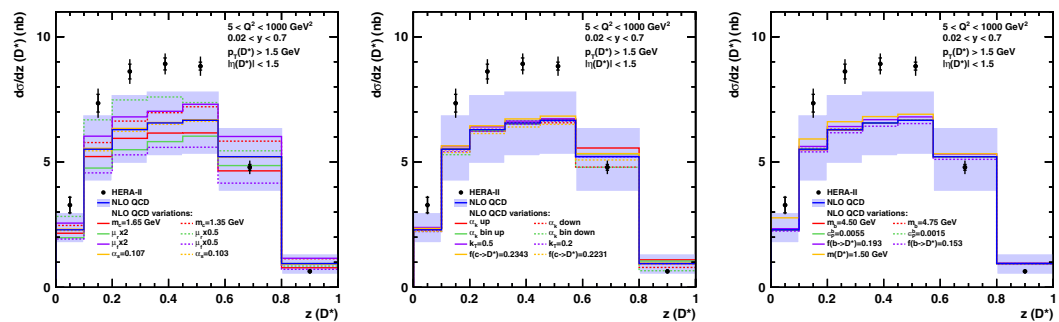 dσ/dz (D*) (nb)
10
5
0
5 < Q² < 1000 GeV²
0.02 < y < 0.7
p_T(D*) > 1.5 GeV
|η(D*)| < 1.5
HERA-II
NLO QCD
NLO QCD variations:
m_c=1.65 GeV m_c=1.35 GeV
μ_f x2 μ_r x0.5
μ_r x2 μ_f x0.5
α_s=0.107 α_s=0.103
0 0.2 0.4 0.6 0.8 1
z (D*)
dσ/dz (D*) (nb)
10
5
0
5 < Q² < 1000 GeV²
0.02 < y < 0.7
p_T(D*) > 1.5 GeV
|η(D*)| < 1.5
HERA-II
NLO QCD
NLO QCD variations:
α_k up α_k down
α_k bin up α_k bin down
k_T=0.5 k_T=0.2
f(c->D*)=0.2343 f(c->D*)=0.2231
0 0.2 0.4 0.6 0.8 1
z (D*)
dσ/dz (D*) (nb)
10
5
0
5 < Q² < 1000 GeV²
0.02 < y < 0.7
p_T(D*) > 1.5 GeV
|η(D*)| < 1.5
HERA-II
NLO QCD
NLO QCD variations:
m_b=4.50 GeV m_b=4.75 GeV
=0.0055 =0.0015
f(b->D*)=0.193 f(b->D*)=0.153
m(D*)=1.50 GeV
0 0.2 0.4 0.6 0.8 1
z (D*)